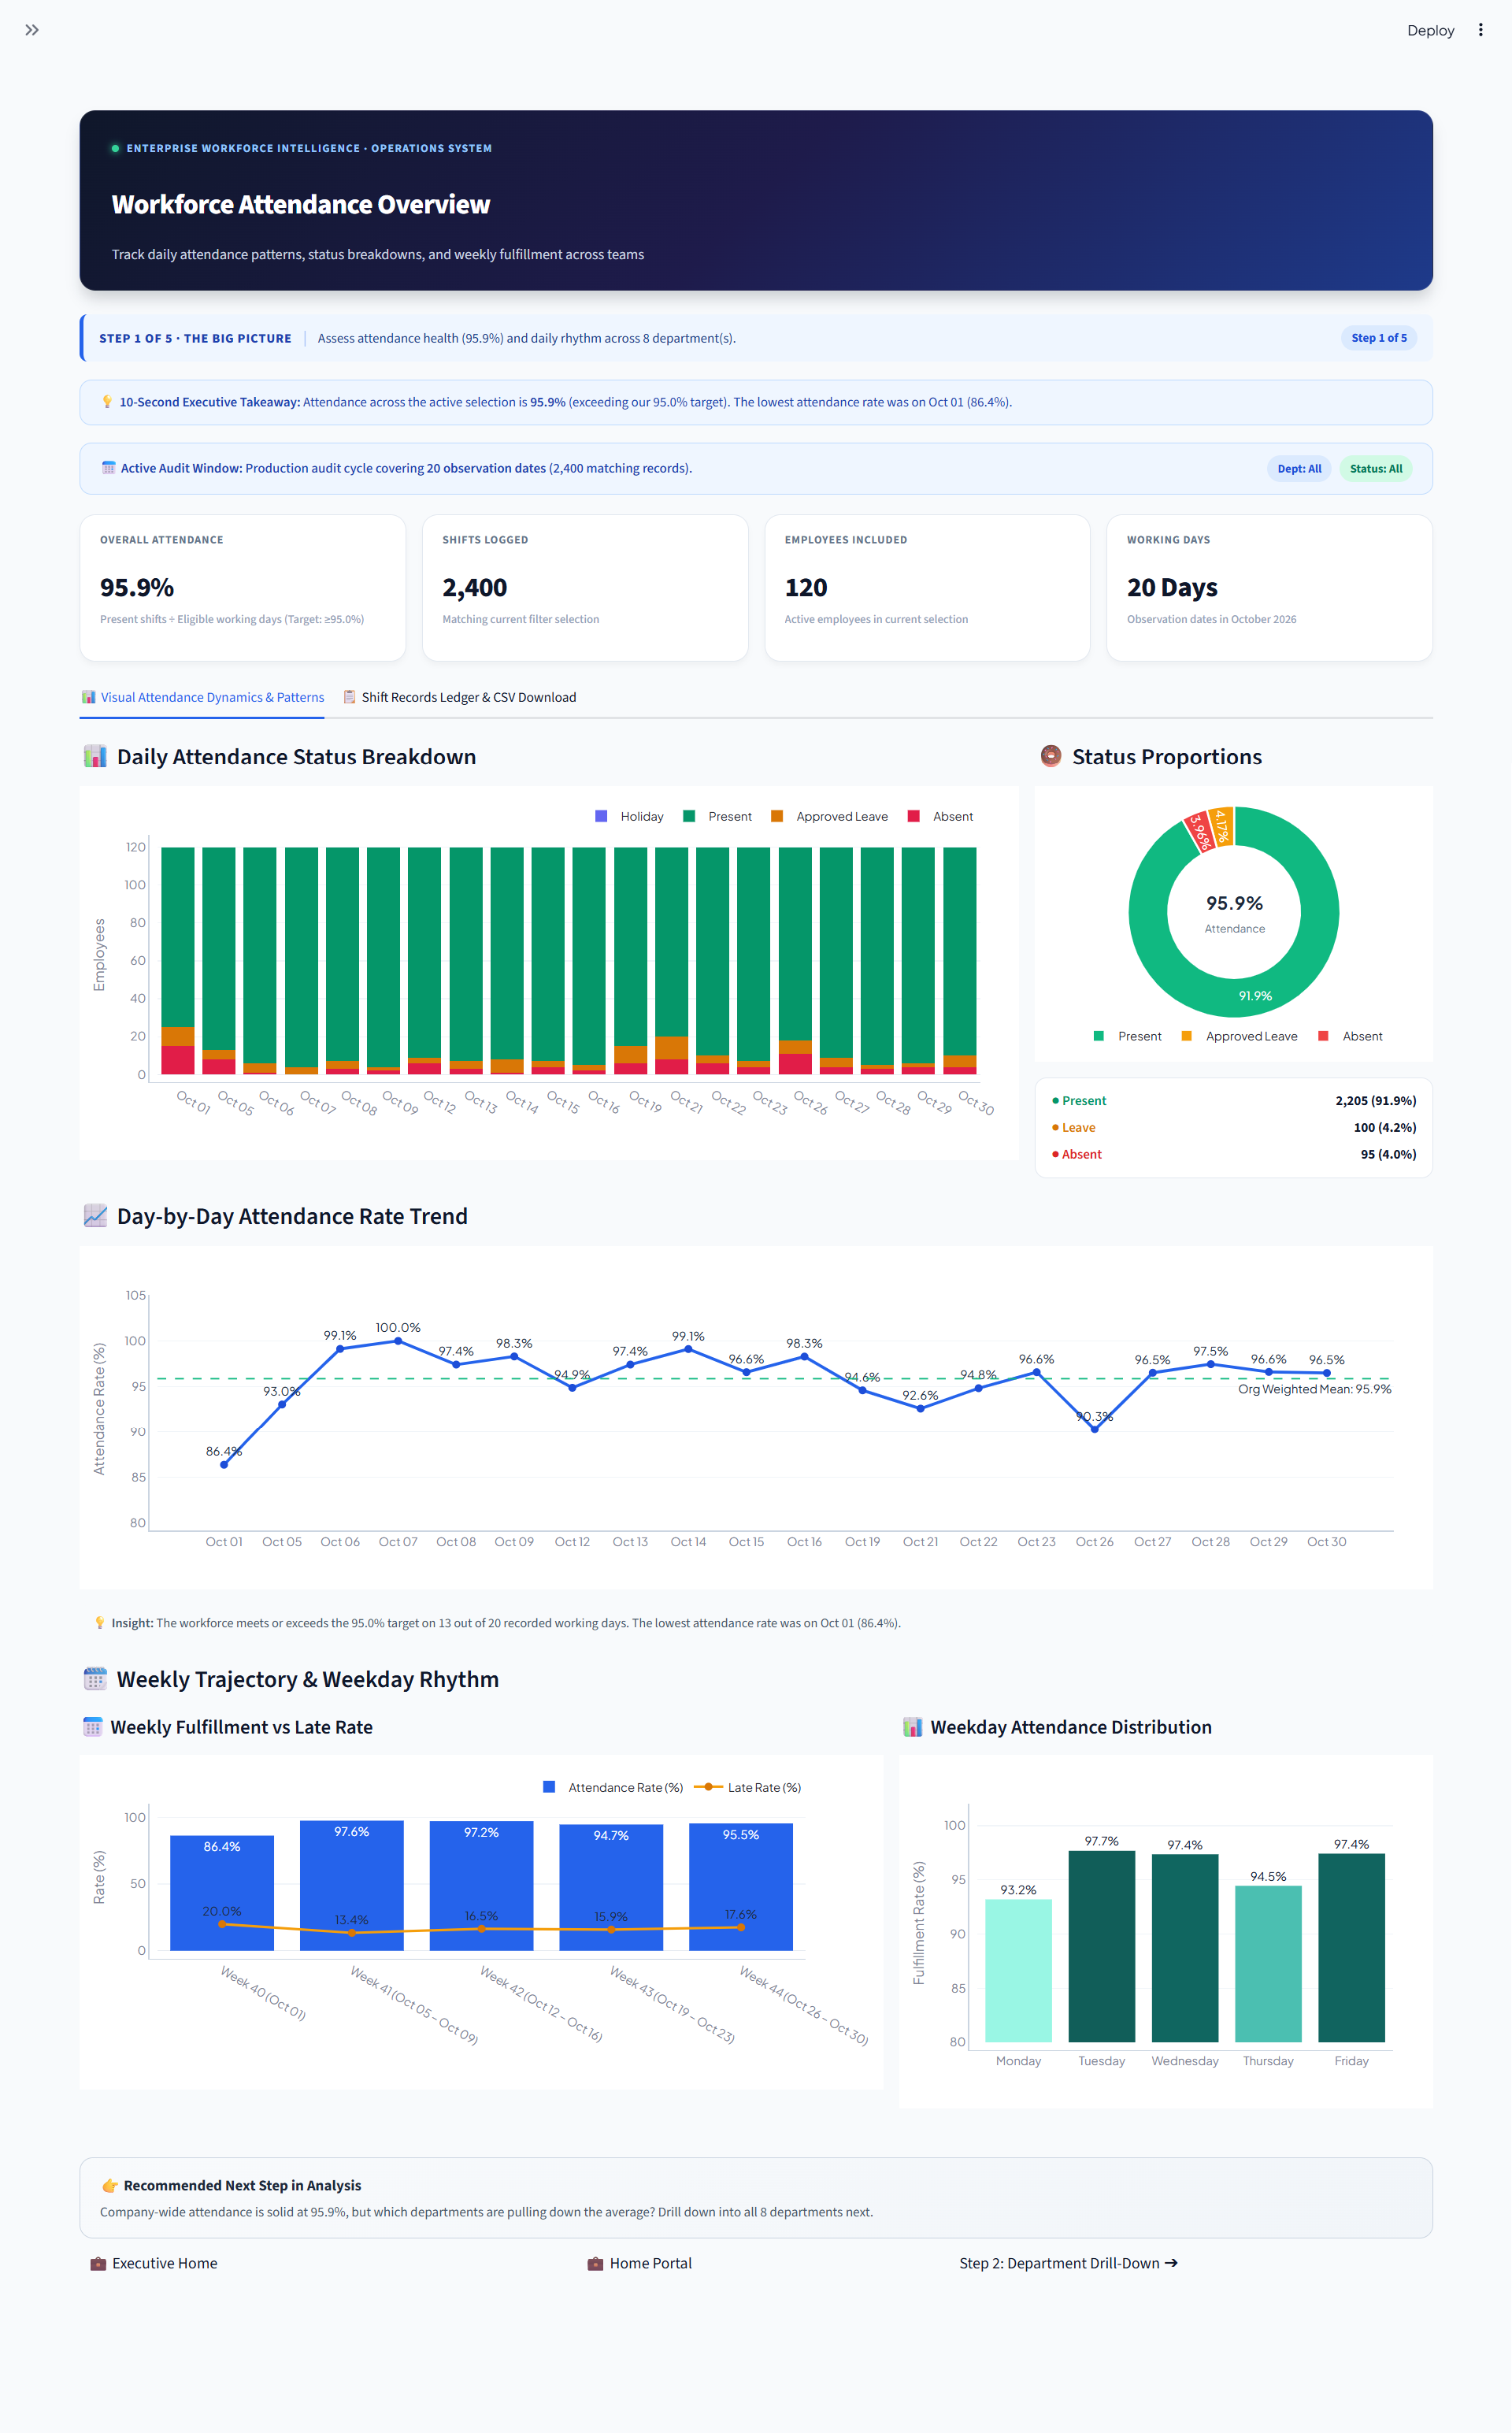 Deploy
ENTERPRISE WORKFORCE INTELLIGENCE · OPERATIONS SYSTEM
Workforce Attendance Overview
Track daily attendance patterns, status breakdowns, and weekly fulfillment across teams
STEP 1 OF 5 · THE BIG PICTURE | Assess attendance health (95.9%) and daily rhythm across 8 department(s). Step 1 of 5
10-Second Executive Takeaway: Attendance across the active selection is 95.9% (exceeding our 95.0% target). The lowest attendance rate was on Oct 01 (86.4%).
Active Audit Window: Production audit cycle covering 20 observation dates (2,400 matching records). Dept: All Status: All
OVERALL ATTENDANCE
95.9%
Present shifts ÷ Eligible working days (Target: ≥95.0%)
SHIFTS LOGGED
2,400
Matching current filter selection
EMPLOYEES INCLUDED
120
Active employees in current selection
WORKING DAYS
20 Days
Observation dates in October 2026
Visual Attendance Dynamics & Patterns
Shift Records Ledger & CSV Download
Daily Attendance Status Breakdown
Holiday Present Approved Leave Absent
Employees
120
100
80
60
40
20
0
Oct 01 Oct 05 Oct 06 Oct 07 Oct 08 Oct 09 Oct 12 Oct 13 Oct 14 Oct 15 Oct 16 Oct 19 Oct 21 Oct 22 Oct 23 Oct 26 Oct 27 Oct 28 Oct 29 Oct 30
Status Proportions
3.96% 4.17%
95.9%
Attendance
91.9%
Present Approved Leave Absent
Present 2,205 (91.9%)
Leave 100 (4.2%)
Absent 95 (4.0%)
Day-by-Day Attendance Rate Trend
Attendance Rate (%)
105
100
95
90
85
80
86.4% 93.0% 99.1% 100.0% 97.4% 98.3% 94.9% 97.4% 99.1% 96.6% 98.3% 94.6% 92.6% 94.8% 96.6% 90.3% 96.5% 97.5% 96.6% 96.5%
Org Weighted Mean: 95.9%
Oct 01 Oct 05 Oct 06 Oct 07 Oct 08 Oct 09 Oct 12 Oct 13 Oct 14 Oct 15 Oct 16 Oct 19 Oct 21 Oct 22 Oct 23 Oct 26 Oct 27 Oct 28 Oct 29 Oct 30
Insight: The workforce meets or exceeds the 95.0% target on 13 out of 20 recorded working days. The lowest attendance rate was on Oct 01 (86.4%).
Weekly Trajectory & Weekday Rhythm
Weekly Fulfillment vs Late Rate
Attendance Rate (%) Late Rate (%)
Rate (%)
100
50
0
86.4% 97.6% 97.2% 94.7% 95.5%
20.0% 13.4% 16.5% 15.9% 17.6%
Week 40 (Oct 01) Week 41 (Oct 05 – Oct 09) Week 42 (Oct 12 – Oct 16) Week 43 (Oct 19 – Oct 23) Week 44 (Oct 26 – Oct 30)
Weekday Attendance Distribution
Fulfillment Rate (%)
100
95
90
85
80
93.2% 97.7% 97.4% 94.5% 97.4%
Monday Tuesday Wednesday Thursday Friday
Recommended Next Step in Analysis
Company-wide attendance is solid at 95.9%, but which departments are pulling down the average? Drill down into all 8 departments next.
Executive Home
Home Portal
Step 2: Department Drill-Down →